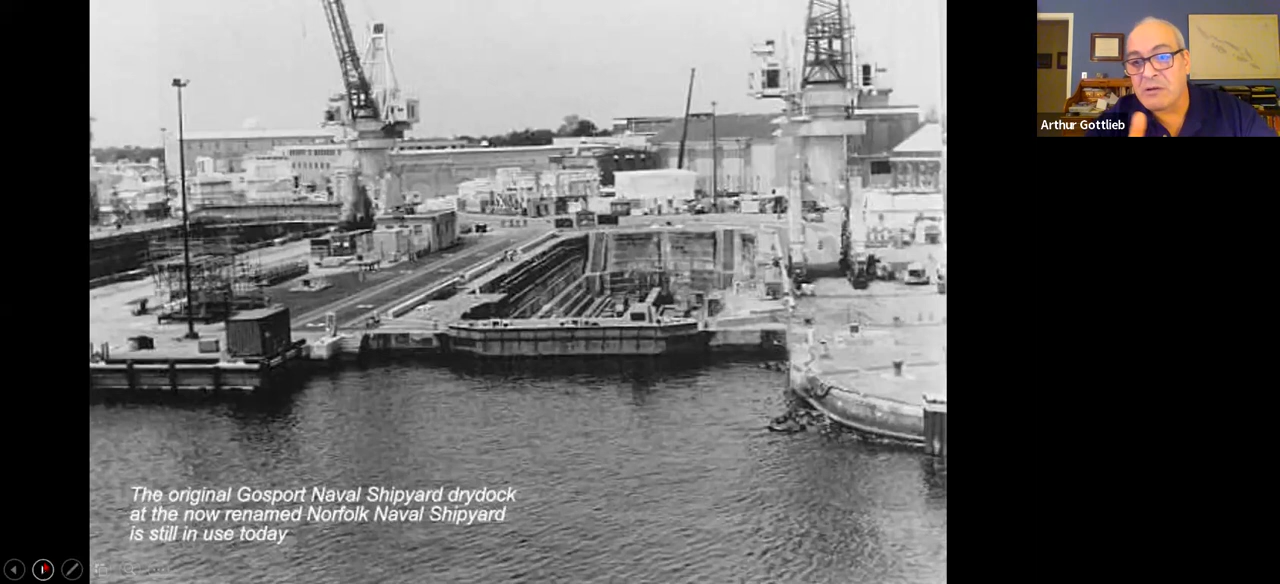 Arthur Gottlieb
The original Gosport Naval Shipyard drydock
at the now renamed Norfolk Naval Shipyard
is still in use today